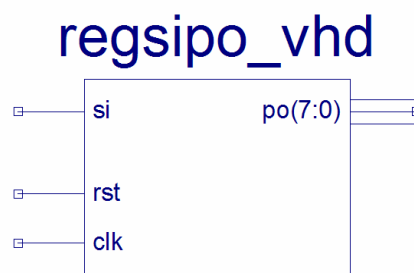 regsipo_vhd
si po(7:0)
rst
clk